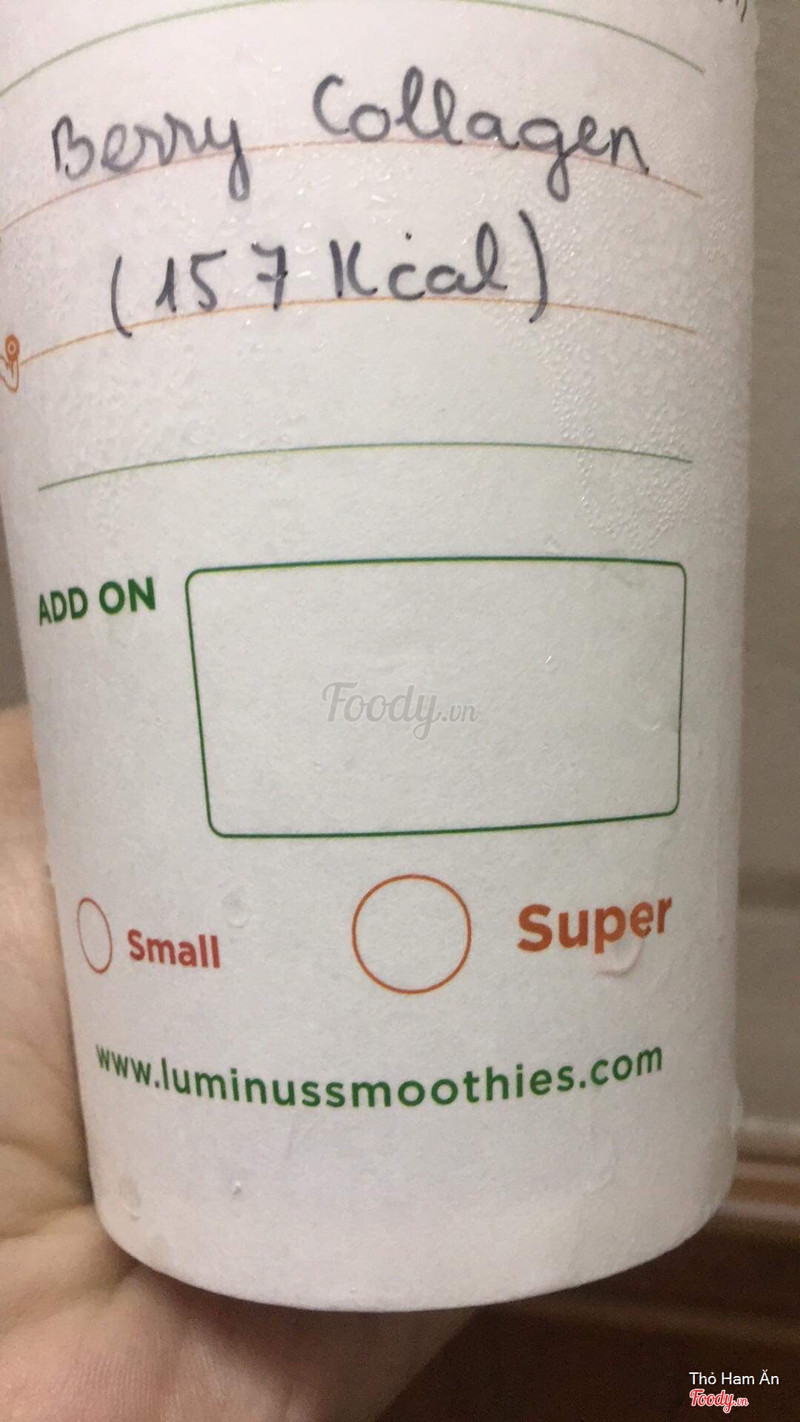 Berry Collagen
(157 Kcal)
ADD ON
Foody.vn
Small
Super
www.luminussmoothies.com
Thỏ Ham Ăn
Foody.vn